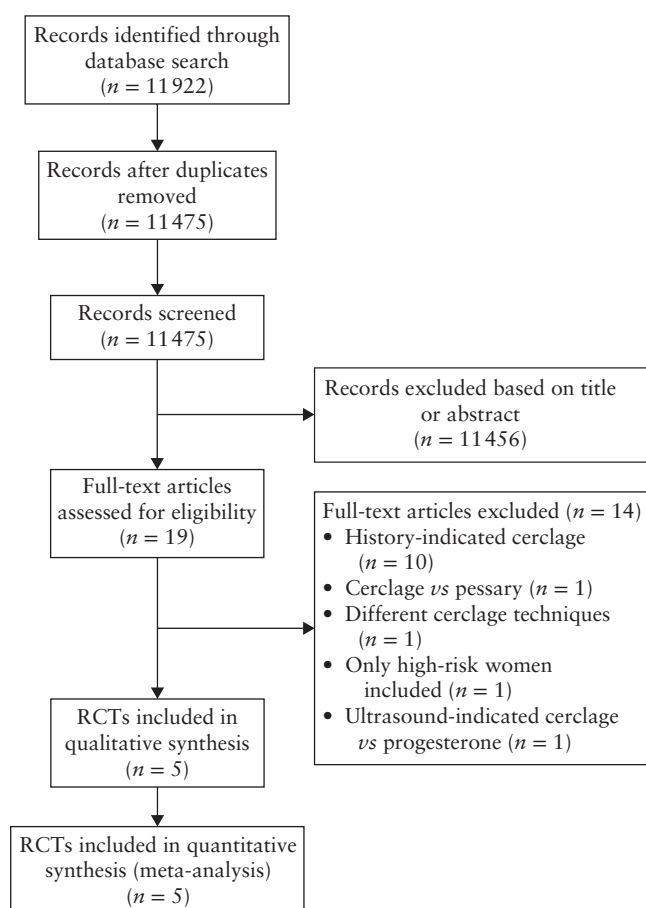 Records identified through
database search
(n = 11922)
Records after duplicates
removed
(n = 11475)
Records screened
(n = 11475)
Records excluded based on title
or abstract
(n = 11456)
Full-text articles
assessed for eligibility
(n = 19)
Full-text articles excluded (n = 14)
• History-indicated cerclage
(n = 10)
• Cerclage vs pessary (n = 1)
• Different cerclage techniques
(n = 1)
• Only high-risk women
included (n = 1)
• Ultrasound-indicated cerclage
vs progesterone (n = 1)
RCTs included in
qualitative synthesis
(n = 5)
RCTs included in quantitative
synthesis (meta-analysis)
(n = 5)